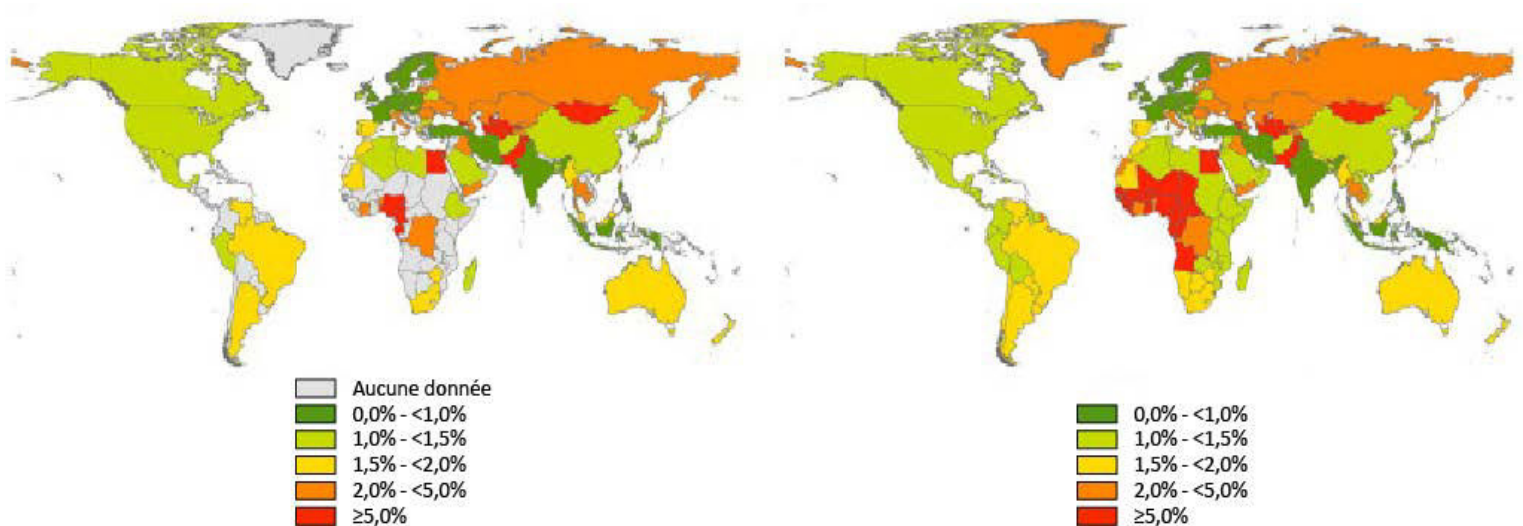 Aucune donnée
0,0% - <1,0%
1,0% - <1,5%
1,5% - <2,0%
2,0% - <5,0%
≥5,0%
0,0% - <1,0%
1,0% - <1,5%
1,5% - <2,0%
2,0% - <5,0%
≥5,0%